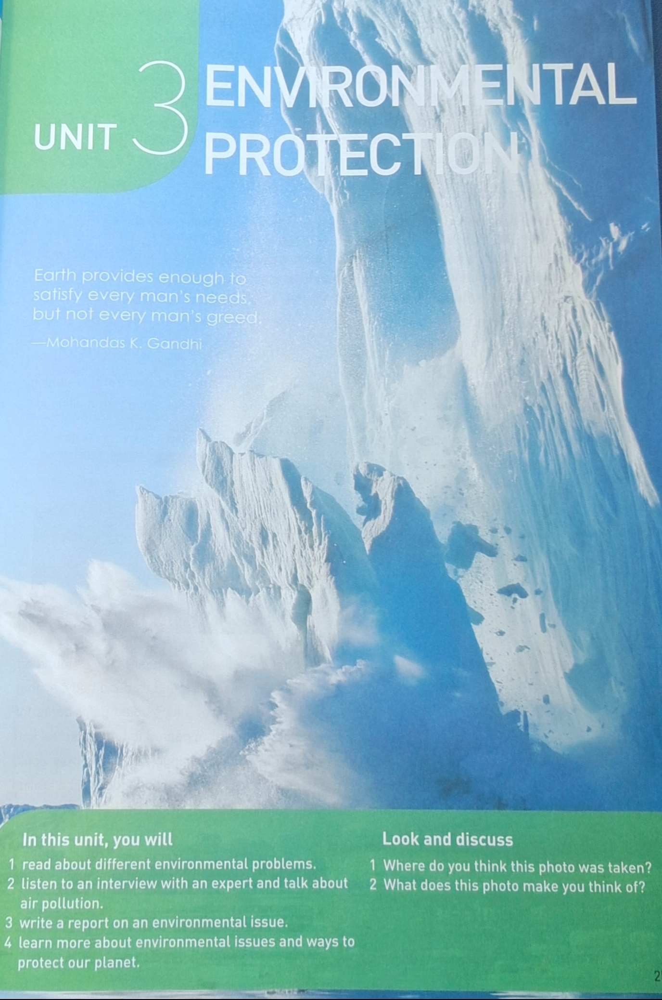 UNIT 3
ENVIRONMENTAL
PROTECTION
Earth provides enough to
satisfy every man's needs,
but not every man's greed.
—Mohandas K. Gandhi
In this unit, you will
1 read about different environmental problems.
2 listen to an interview with an expert and talk about
air pollution.
3 write a report on an environmental issue.
4 learn more about environmental issues and ways to
protect our planet.
Look and discuss
1 Where do you think this photo was taken?
2 What does this photo make you think of?